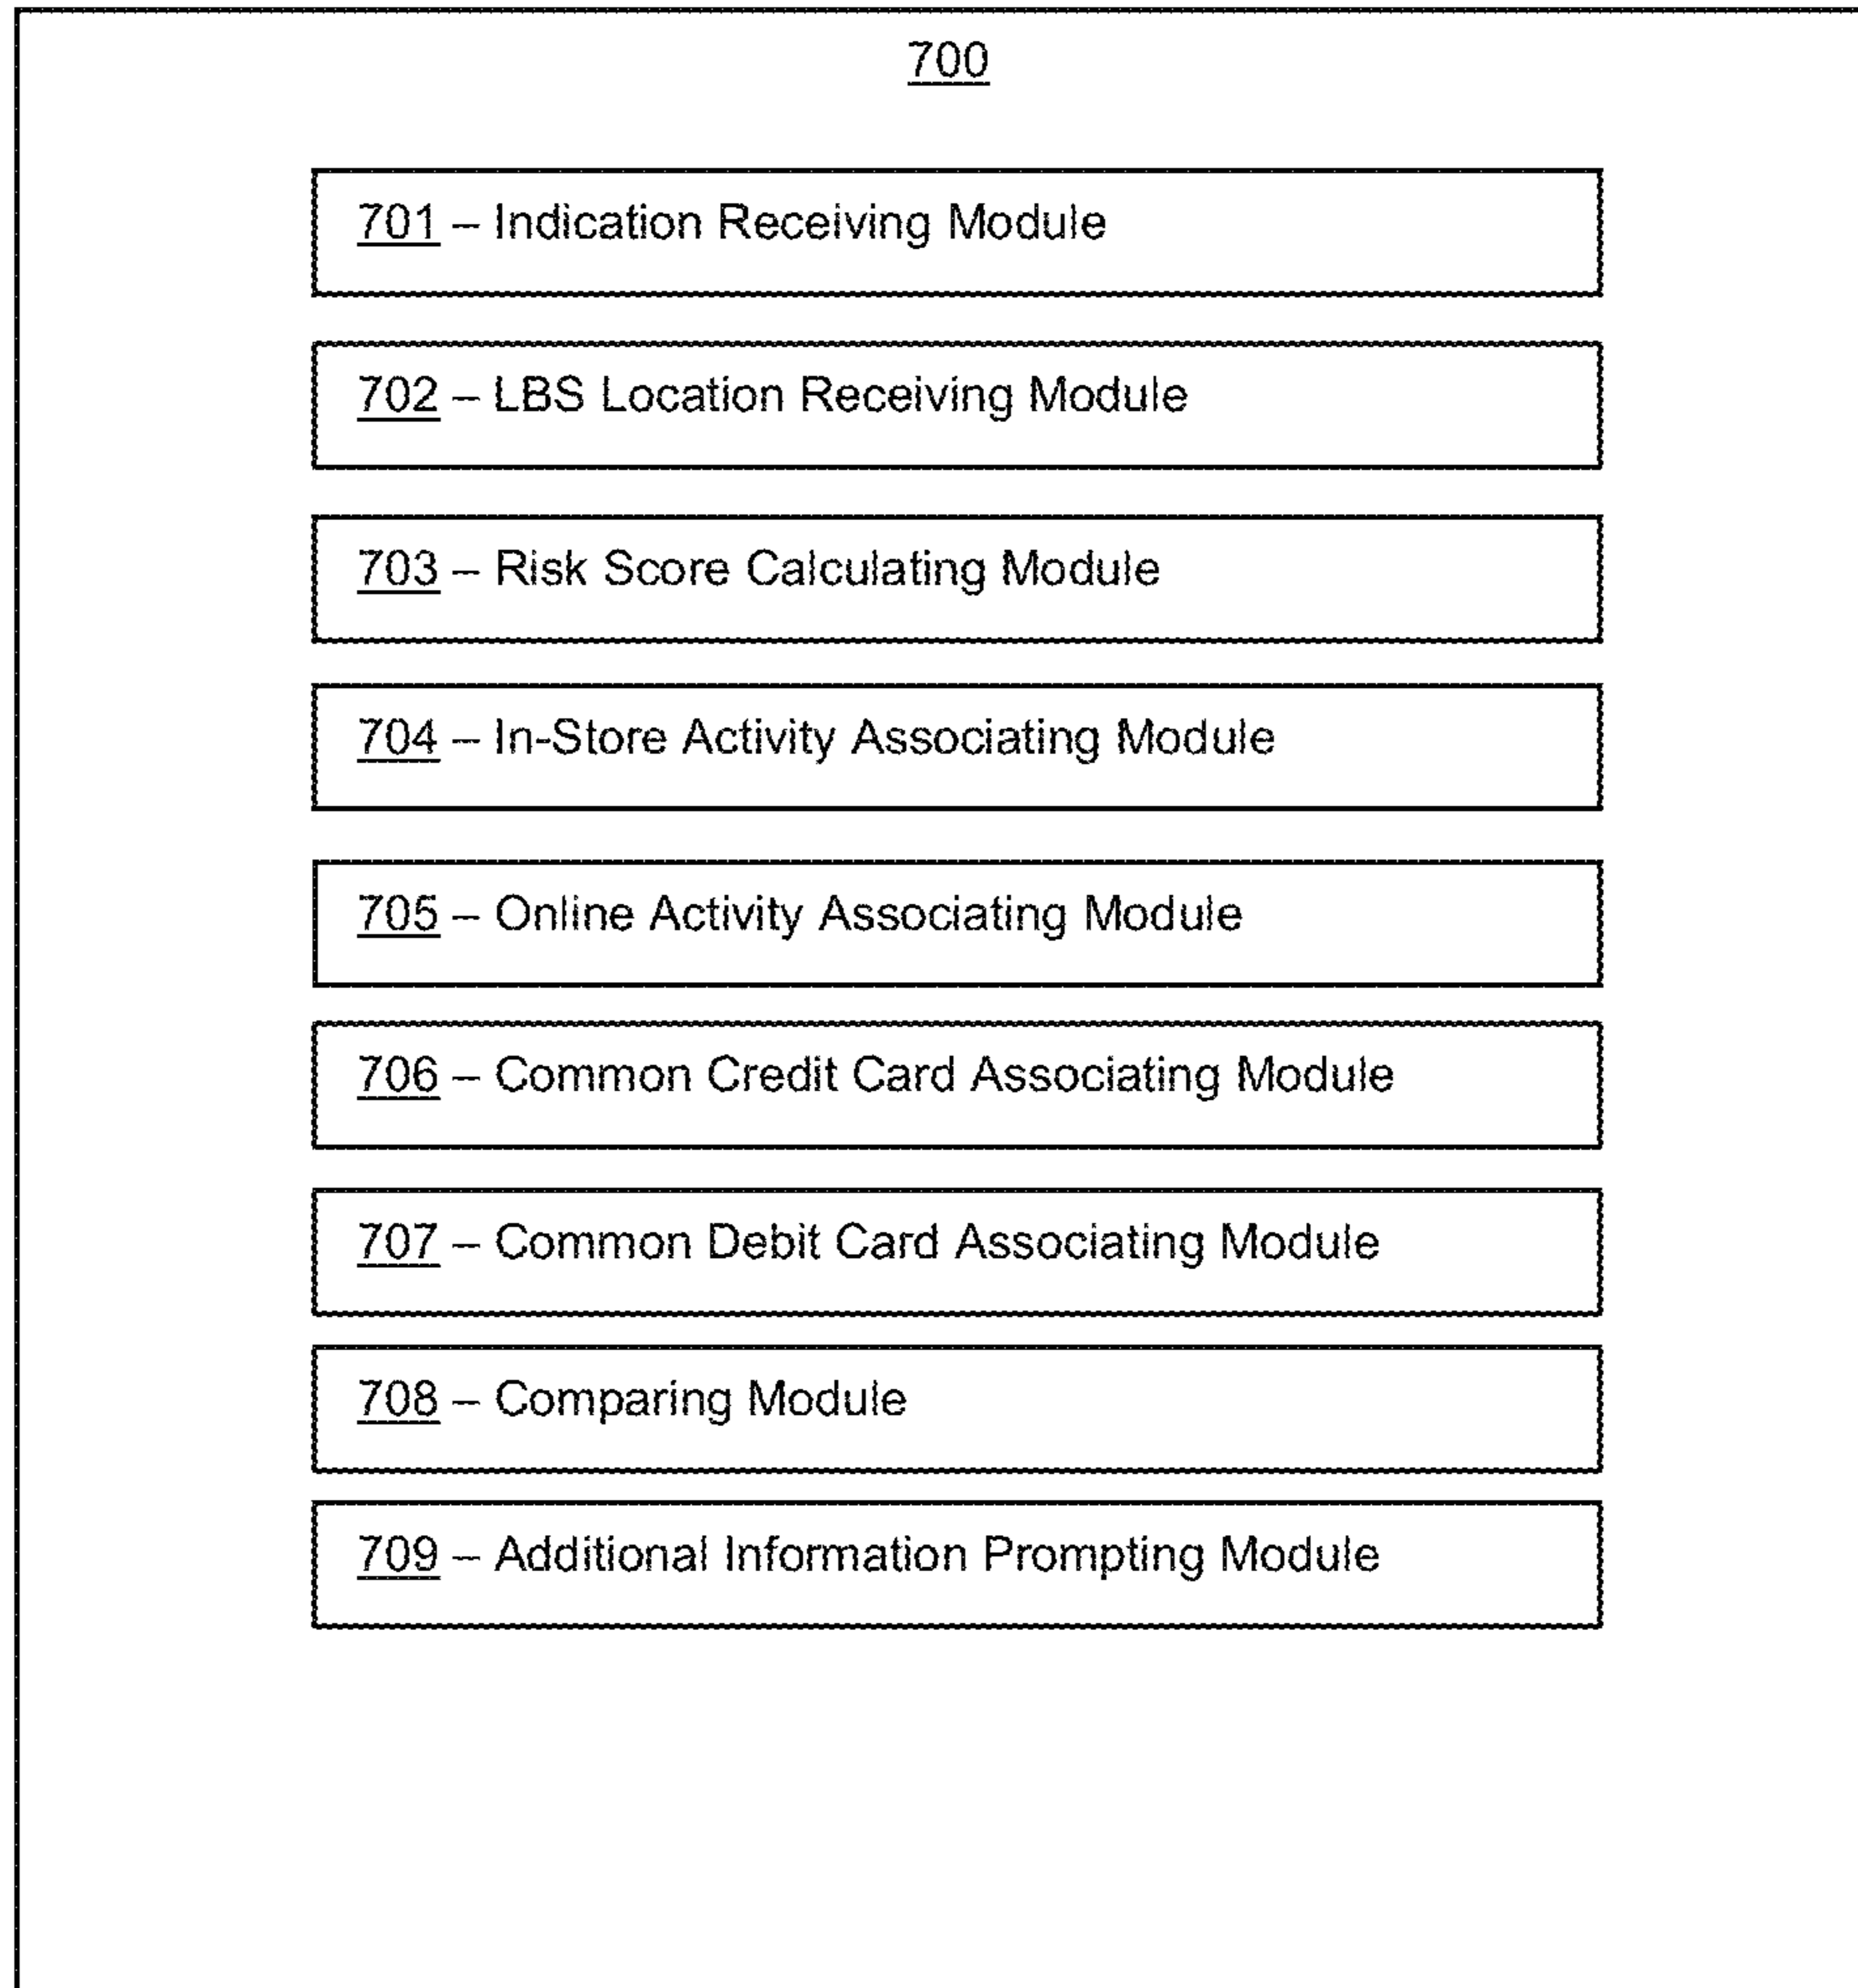 700
701 – Indication Receiving Module
702 – LBS Location Receiving Module
703 – Risk Score Calculating Module
704 – In-Store Activity Associating Module
705 – Online Activity Associating Module
706 – Common Credit Card Associating Module
707 – Common Debit Card Associating Module
708 – Comparing Module
709 – Additional Information Prompting Module